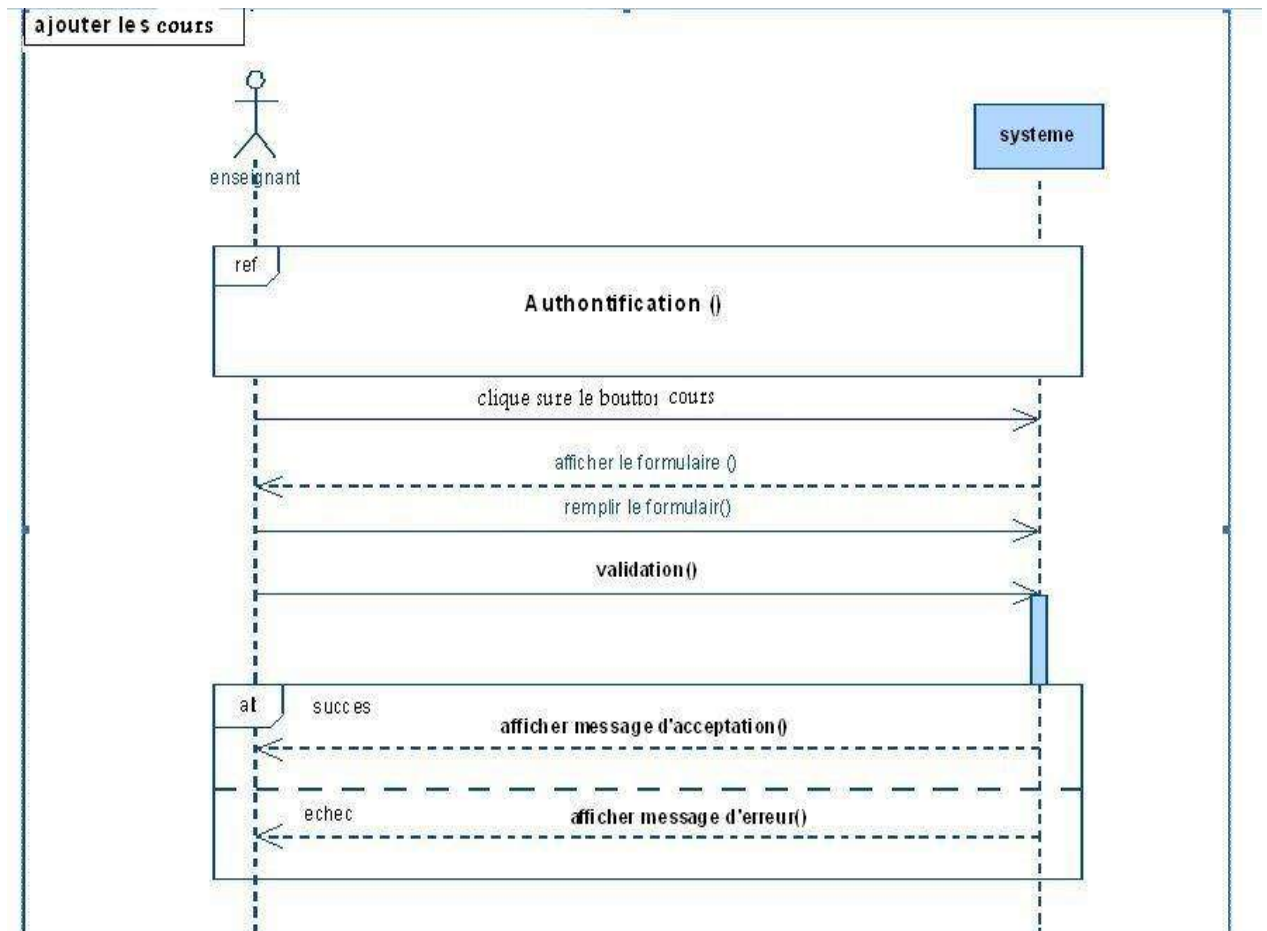 ajouter les cours
systeme
enseignant
ref
Authontification ()
clique sure le bouttor cours
afficher le formulaire ()
remplir le formulair()
validation()
alt
succes
afficher message d'acceptation()
echec
afficher message d'erreur()